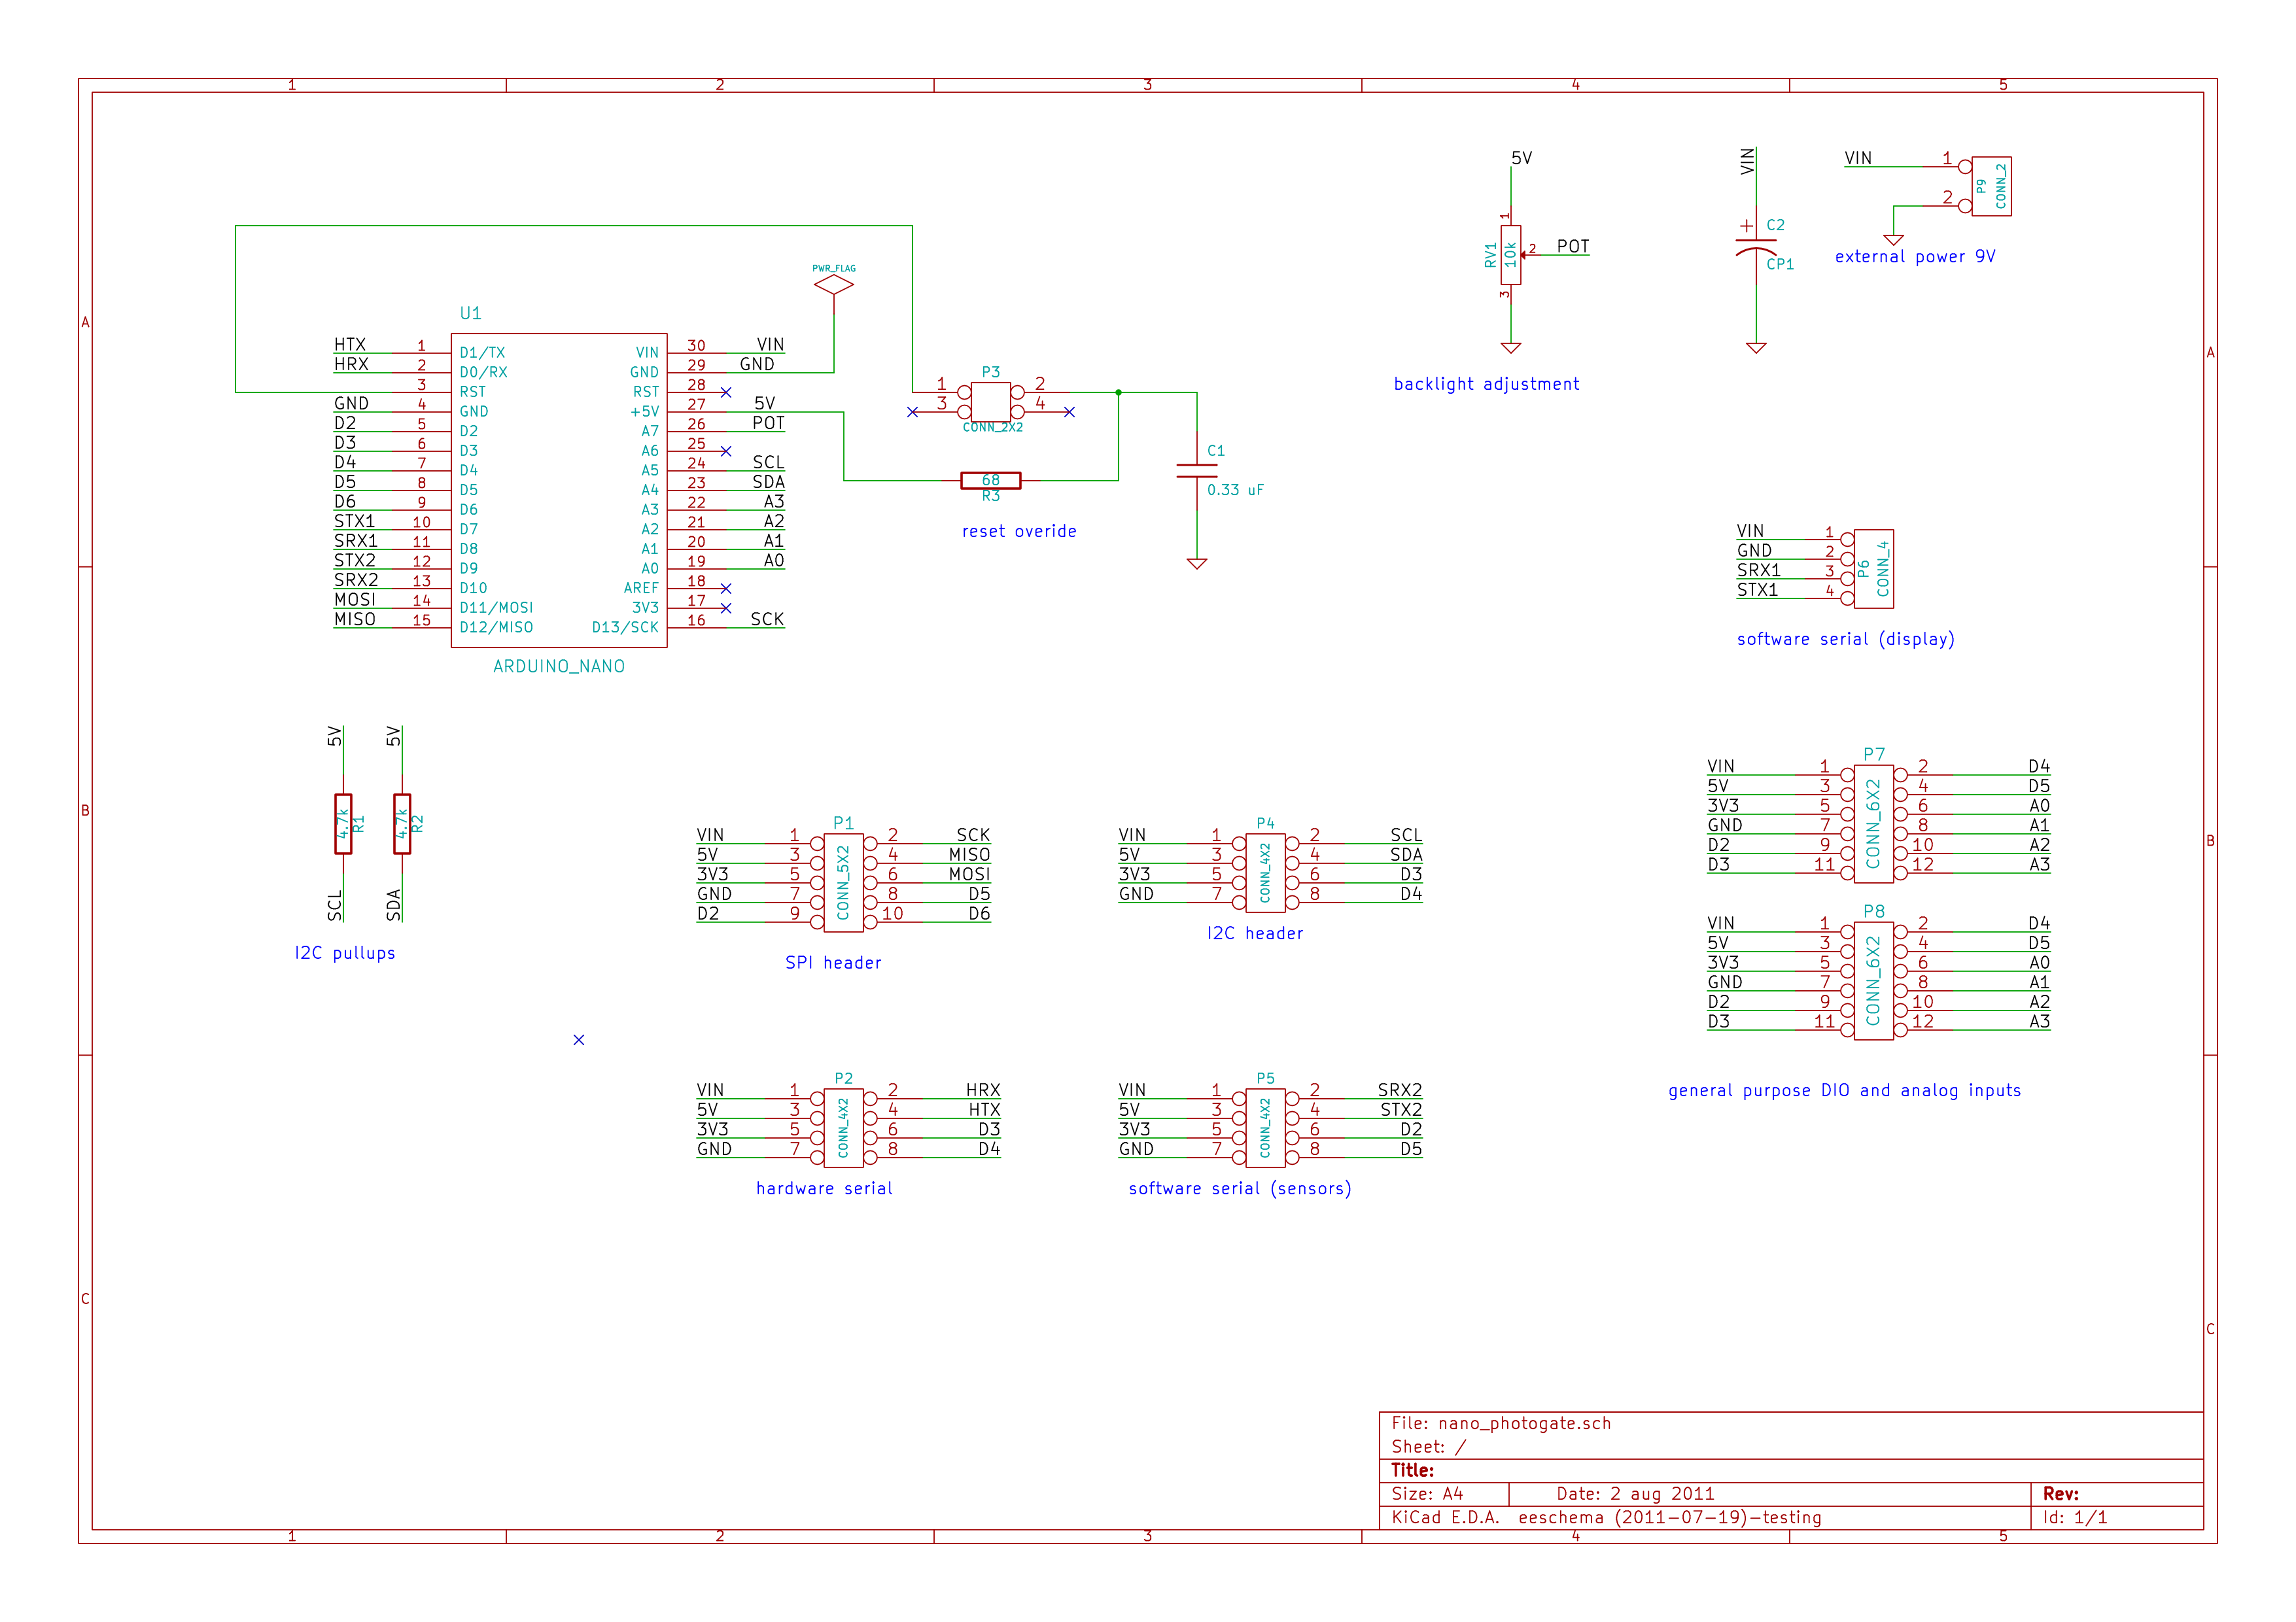 1 2 3 4 5
A
B
C
A
B
C
1 2 3 4 5
U1
HTX 1 D1/TX
HRX 2 D0/RX
3 RST
GND 4 GND
D2 5 D2
D3 6 D3
D4 7 D4
D5 8 D5
D6 9 D6
STX1 10 D7
SRX1 11 D8
STX2 12 D9
SRX2 13 D10
MOSI 14 D11/MOSI
MISO 15 D12/MISO
VIN 30 VIN
GND 29 GND
RST 28
+5V 27 5V
A7 26 POT
A6 25
A5 24 SCL
A4 23 SDA
A3 22 A3
A2 21 A2
A1 20 A1
A0 19 A0
AREF 18
3V3 17
D13/SCK 16 SCK
ARDUINO_NANO
PWR_FLAG
P3
1 2
3 4
CONN_2X2
68
R3
reset overide
C1
0.33 uF
5V
1
RV1
10k
2 POT
3
backlight adjustment
VIN
+ C2
CP1
VIN 1
2
P9
CONN_2
external power 9V
VIN 1
GND 2
SRX1 3
STX1 4
P6
CONN_4
software serial (display)
5V 5V
4.7k R1 4.7k R2
SCL SDA
I2C pullups
P1
VIN 1 2 SCK
5V 3 4 MISO
3V3 5 6 MOSI
GND 7 8 D5
D2 9 10 D6
CONN_5X2
SPI header
P4
VIN 1 2 SCL
5V 3 4 SDA
3V3 5 6 D3
GND 7 8 D4
CONN_4X2
I2C header
P7
VIN 1 2 D4
5V 3 4 D5
3V3 5 6 A0
GND 7 8 A1
D2 9 10 A2
D3 11 12 A3
CONN_6X2
P8
VIN 1 2 D4
5V 3 4 D5
3V3 5 6 A0
GND 7 8 A1
D2 9 10 A2
D3 11 12 A3
CONN_6X2
general purpose DIO and analog inputs
P2
VIN 1 2 HRX
5V 3 4 HTX
3V3 5 6 D3
GND 7 8 D4
CONN_4X2
hardware serial
P5
VIN 1 2 SRX2
5V 3 4 STX2
3V3 5 6 D2
GND 7 8 D5
CONN_4X2
software serial (sensors)
File: nano_photogate.sch
Sheet: /
Title:
Size: A4 Date: 2 aug 2011 Rev:
KiCad E.D.A. eeschema (2011-07-19)-testing Id: 1/1